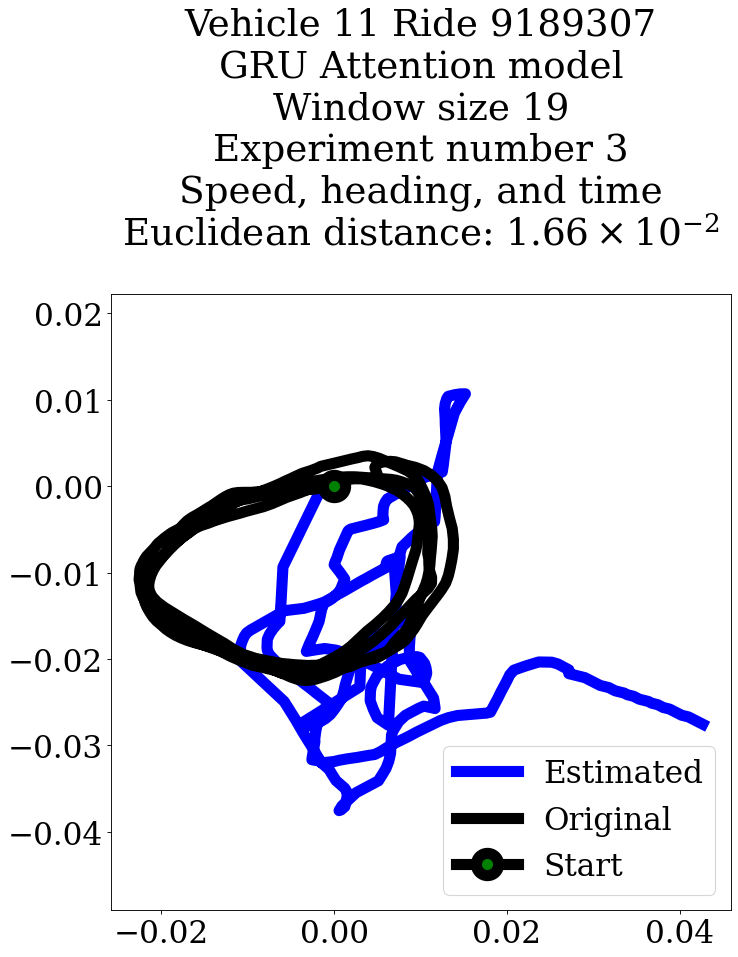 Vehicle 11 Ride 9189307
GRU Attention model
Window size 19
Experiment number 3
Speed, heading, and time
Euclidean distance: 1.66 × 10⁻²
0.02
0.01
0.00
−0.01
−0.02
−0.03
−0.04
Estimated
Original
Start
−0.02 0.00 0.02 0.04